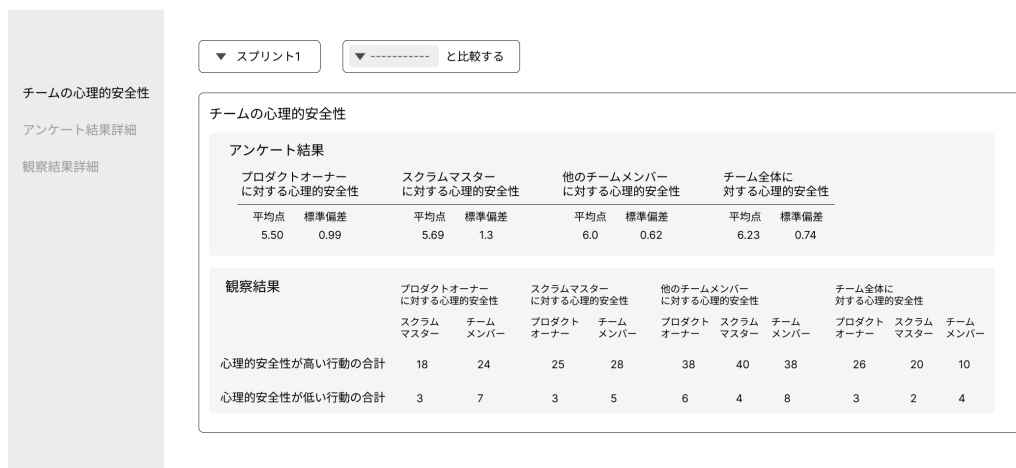 ▼ スプリント1
▼ ----------- と比較する
チームの心理的安全性
アンケート結果詳細
観察結果詳細
チームの心理的安全性
アンケート結果
プロダクトオーナー
に対する心理的安全性
スクラムマスター
に対する心理的安全性
他のチームメンバー
に対する心理的安全性
チーム全体に
対する心理的安全性
平均点 標準偏差 平均点 標準偏差 平均点 標準偏差 平均点 標準偏差
5.50 0.99 5.69 1.3 6.0 0.62 6.23 0.74
観察結果
プロダクトオーナー
に対する心理的安全性
スクラムマスター
に対する心理的安全性
他のチームメンバー
に対する心理的安全性
チーム全体に
対する心理的安全性
スクラム チーム プロダクト チーム プロダクト スクラム チーム プロダクト スクラム チーム
マスター メンバー オーナー メンバー オーナー マスター メンバー オーナー マスター メンバー
心理的安全性が高い行動の合計 18 24 25 28 38 40 38 26 20 10
心理的安全性が低い行動の合計 3 7 3 5 6 4 8 3 2 4